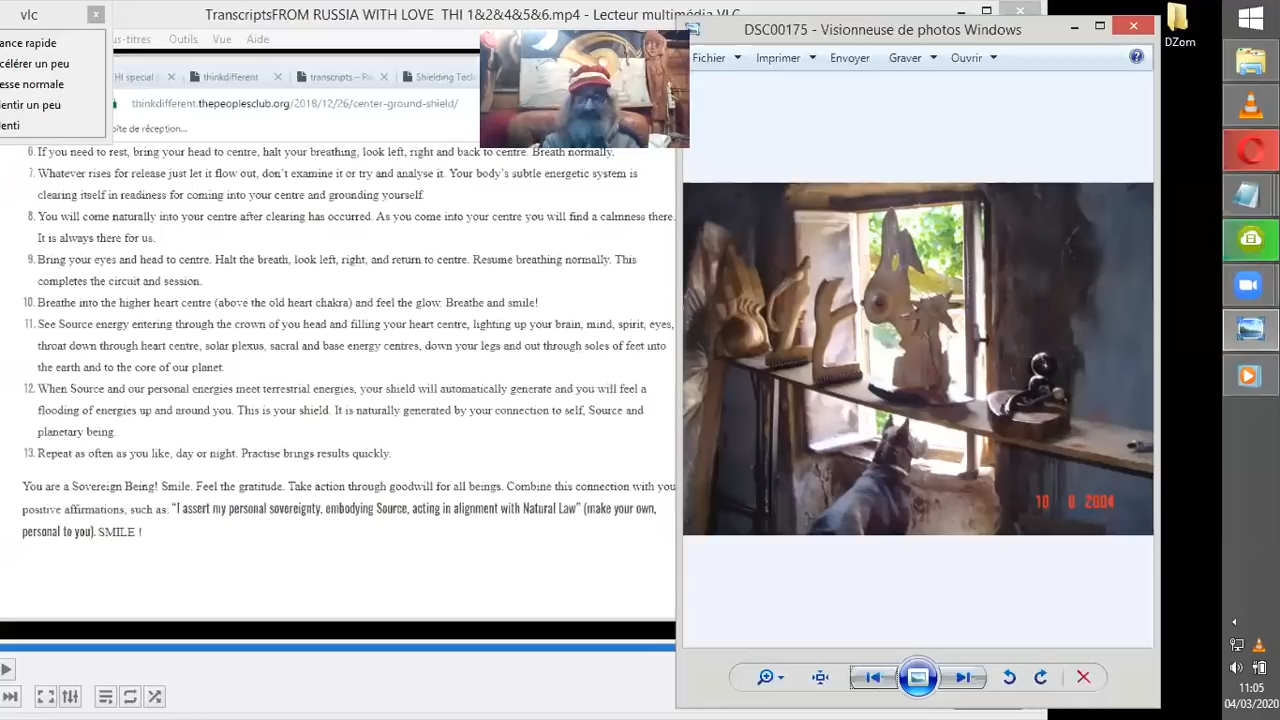 vlc
TranscriptsFROM RUSSIA WITH LOVE THI 1&2&4&5&6.mp4 - Lecteur multimédia VLC
DSC00175 - Visionneuse de photos Windows
DZom
ance rapide
célérer un peu
esse normale
entir un peu
enti
us-titres Outils Vue Aide
Fichier Imprimer Envoyer Graver Ouvrir
HI special thinkdifferent transcripts – R Shielding Tec
thinkdifferent.thepeoplesclub.org/2018/12/26/center-ground-shield/
oîte de réception...
6. If you need to rest, bring your head to centre, halt your breathing, look left, right and back to centre. Breath normally.
7. Whatever rises for release just let it flow out, don't examine it or try and analyse it. Your body's subtle energetic system is
clearing itself in readiness for coming into your centre and grounding yourself.
8. You will come naturally into your centre after clearing has occurred. As you come into your centre you will find a calmness there.
It is always there for us.
9. Bring your eyes and head to centre. Halt the breath, look left, right, and return to centre. Resume breathing normally. This
completes the circuit and session.
10. Breathe into the higher heart centre (above the old heart chakra) and feel the glow. Breathe and smile!
11. See Source energy entering through the crown of you head and filling your heart centre, lighting up your brain, mind, spirit, eyes,
throat down through heart centre, solar plexus, sacral and base energy centres, down your legs and out through soles of feet into
the earth and to the core of our planet.
12. When Source and our personal energies meet terrestrial energies, your shield will automatically generate and you will feel a
flooding of energies up and around you. This is your shield. It is naturally generated by your connection to self, Source and
planetary being.
13. Repeat as often as you like, day or night. Practise brings results quickly.
You are a Sovereign Being! Smile. Feel the gratitude. Take action through goodwill for all beings. Combine this connection with you
positive affirmations, such as: "I assert my personal sovereignty, embodying Source, acting in alignment with Natural Law" (make your own,
personal to you). SMILE !
10 6 2004
11:05
04/03/2020